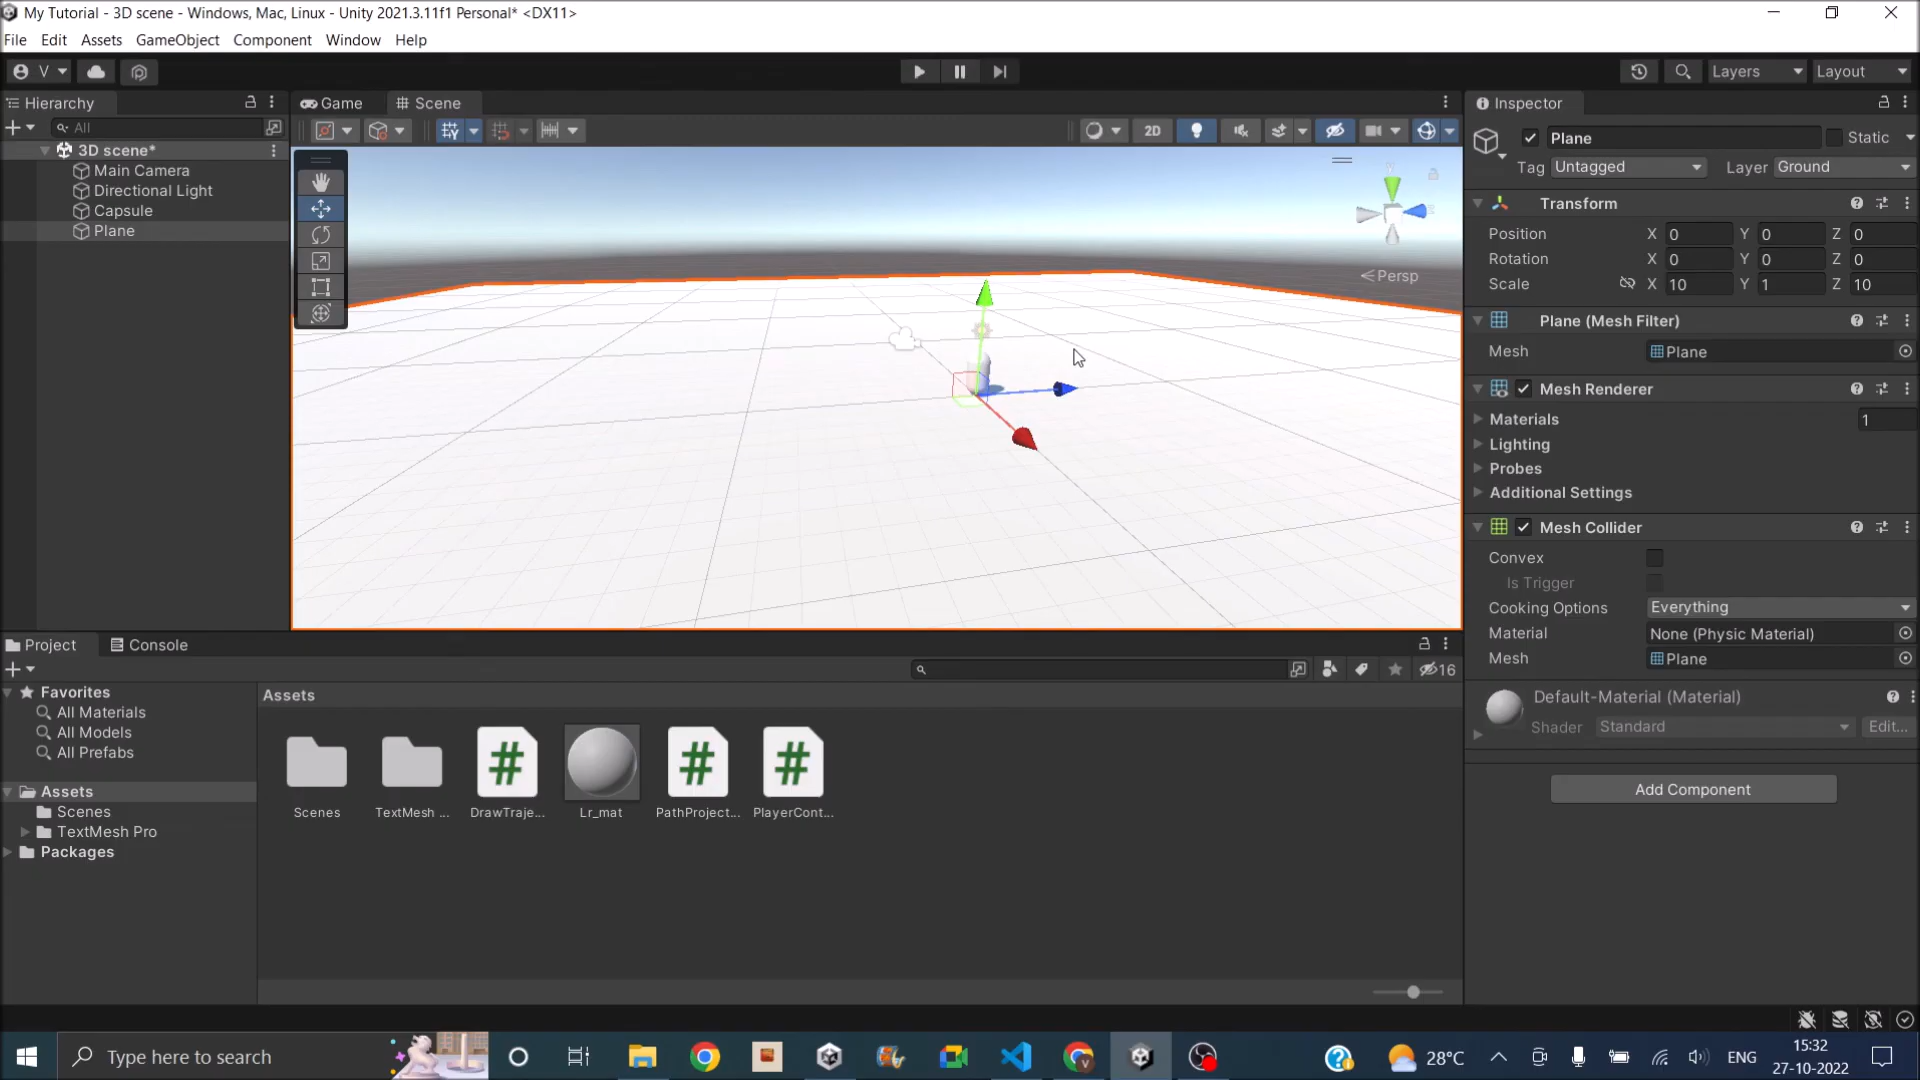 My Tutorial - 3D scene - Windows, Mac, Linux - Unity 2021.3.11f1 Personal* <DX11>
File Edit Assets GameObject Component Window Help
V
Layers
Layout
Hierarchy
All
3D scene*
Main Camera
Directional Light
Capsule
Plane
Game
Scene
2D
Persp
Inspector
Plane
Static
Tag Untagged
Layer Ground
Transform
Position X 0 Y 0 Z 0
Rotation X 0 Y 0 Z 0
Scale X 10 Y 1 Z 10
Plane (Mesh Filter)
Mesh Plane
Mesh Renderer
Materials 1
Lighting
Probes
Additional Settings
Mesh Collider
Convex
Is Trigger
Cooking Options Everything
Material None (Physic Material)
Mesh Plane
Default-Material (Material)
Shader Standard Edit...
Add Component
Project
Console
16
Favorites
All Materials
All Models
All Prefabs
Assets
Scenes
TextMesh Pro
Packages
Assets
Scenes
TextMesh ...
DrawTraje...
Lr_mat
PathProject...
PlayerCont...
Type here to search
28°C
ENG
15:32
27-10-2022